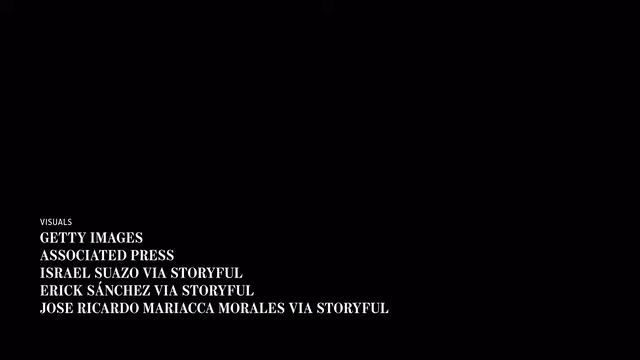 VISUALS
GETTY IMAGES
ASSOCIATED PRESS
ISRAEL SUAZO VIA STORYFUL
ERICK SÁNCHEZ VIA STORYFUL
JOSE RICARDO MARIACCA MORALES VIA STORYFUL